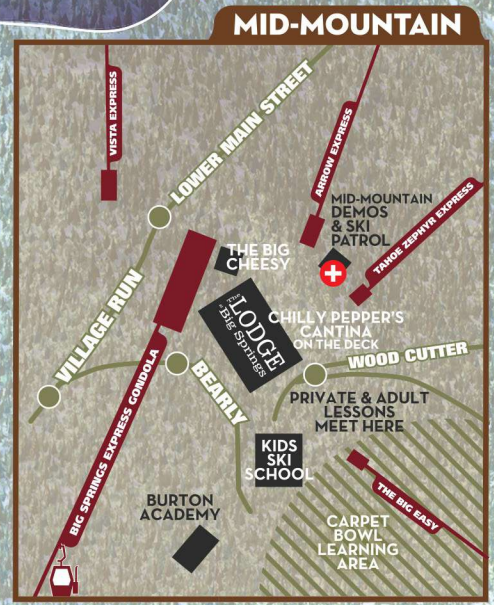 MID-MOUNTAIN
VISTA EXPRESS
LOWER MAIN STREET
ARROW EXPRESS
MID-MOUNTAIN
DEMOS
& SKI
PATROL
TAHOE ZEPHYR EXPRESS
THE BIG
CHEESY
THE
LODGE
at Big Springs
CHILLY PEPPER'S
CANTINA
ON THE DECK
VILLAGE RUN
WOOD CUTTER
BEARLY
BIG SPRINGS EXPRESS GONDOLA
PRIVATE & ADULT
LESSONS
MEET HERE
KIDS
SKI
SCHOOL
THE BIG EASY
BURTON
ACADEMY
CARPET
BOWL
LEARNING
AREA